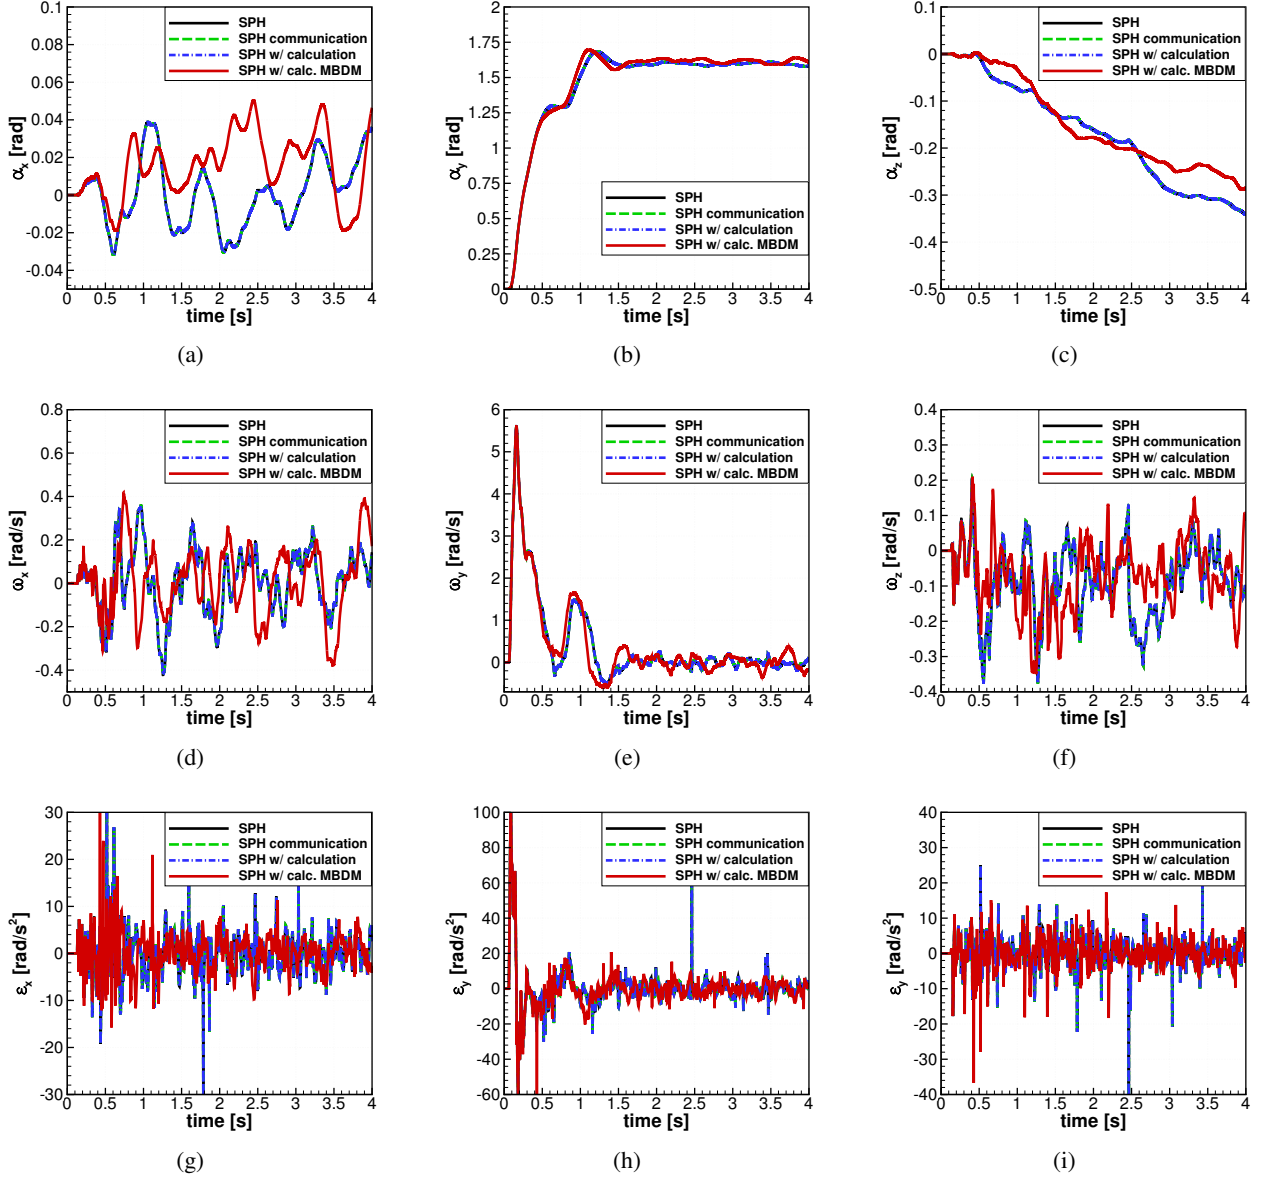 0.1
0.08
0.06
0.04
0.02
0
-0.02
-0.04
αx [rad]
SPH
SPH communication
SPH w/ calculation
SPH w/ calc. MBDM
0 0.5 1 1.5 2 2.5 3 3.5 4
time [s]
(a)
2
1.75
1.5
1.25
1
0.75
0.5
0.25
0
αy [rad]
SPH
SPH communication
SPH w/ calculation
SPH w/ calc. MBDM
0 0.5 1 1.5 2 2.5 3 3.5 4
time [s]
(b)
0.1
0
-0.1
-0.2
-0.3
-0.4
-0.5
αz [rad]
SPH
SPH communication
SPH w/ calculation
SPH w/ calc. MBDM
0 0.5 1 1.5 2 2.5 3 3.5 4
time [s]
(c)
0.8
0.6
0.4
0.2
0
-0.2
-0.4
ωx [rad/s]
SPH
SPH communication
SPH w/ calculation
SPH w/ calc. MBDM
0 0.5 1 1.5 2 2.5 3 3.5 4
time [s]
(d)
6
5
4
3
2
1
0
ωy [rad/s]
SPH
SPH communication
SPH w/ calculation
SPH w/ calc. MBDM
0 0.5 1 1.5 2 2.5 3 3.5 4
time [s]
(e)
0.4
0.3
0.2
0.1
0
-0.1
-0.2
-0.3
-0.4
ωz [rad/s]
SPH
SPH communication
SPH w/ calculation
SPH w/ calc. MBDM
0 0.5 1 1.5 2 2.5 3 3.5 4
time [s]
(f)
30
20
10
0
-10
-20
-30
εx [rad/s²]
SPH
SPH communication
SPH w/ calculation
SPH w/ calc. MBDM
0 0.5 1 1.5 2 2.5 3 3.5 4
time [s]
(g)
100
80
60
40
20
0
-20
-40
-60
εy [rad/s²]
SPH
SPH communication
SPH w/ calculation
SPH w/ calc. MBDM
0 0.5 1 1.5 2 2.5 3 3.5 4
time [s]
(h)
40
30
20
10
0
-10
-20
-30
-40
εy [rad/s²]
SPH
SPH communication
SPH w/ calculation
SPH w/ calc. MBDM
0 0.5 1 1.5 2 2.5 3 3.5 4
time [s]
(i)